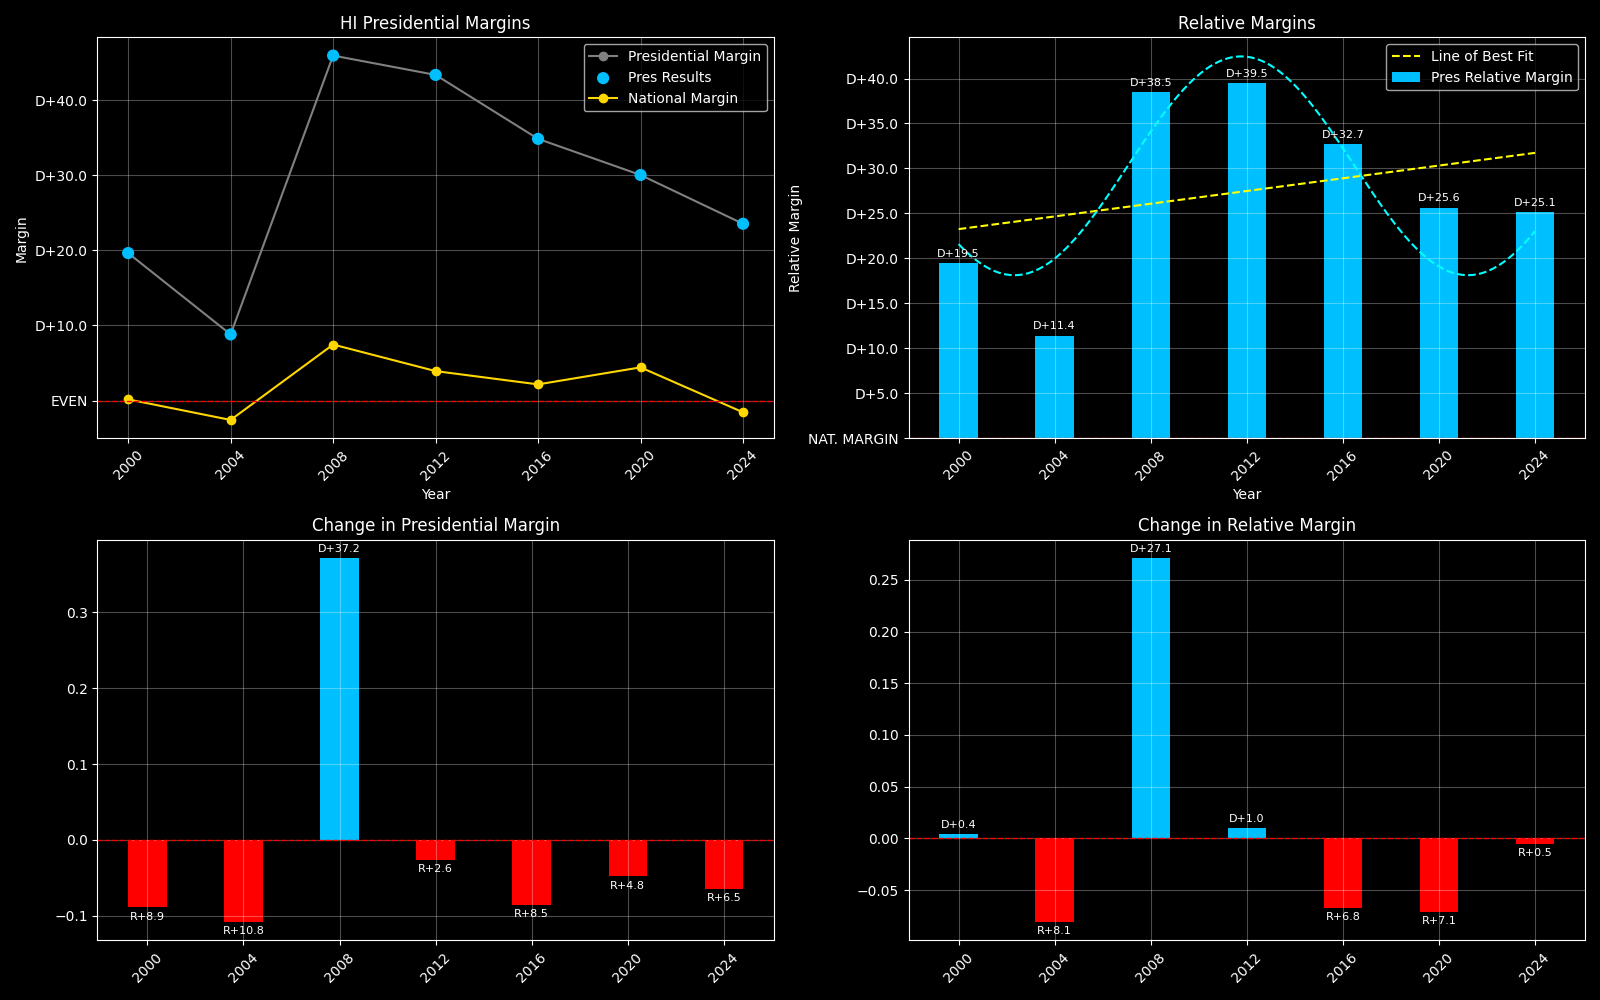 HI Presidential Margins
Presidential Margin
Pres Results
National Margin
Margin
D+40.0
D+30.0
D+20.0
D+10.0
EVEN
2000
2004
2008
2012
2016
2020
2024
Year
Relative Margins
Line of Best Fit
Pres Relative Margin
Relative Margin
D+40.0
D+35.0
D+30.0
D+25.0
D+20.0
D+15.0
D+10.0
D+5.0
NAT. MARGIN
D+19.5
D+11.4
D+38.5
D+39.5
D+32.7
D+25.6
D+25.1
2000
2004
2008
2012
2016
2020
2024
Year
Change in Presidential Margin
0.3
0.2
0.1
0.0
−0.1
R+8.9
R+10.8
D+37.2
R+2.6
R+8.5
R+4.8
R+6.5
2000
2004
2008
2012
2016
2020
2024
Change in Relative Margin
0.25
0.20
0.15
0.10
0.05
0.00
−0.05
D+0.4
R+8.1
D+27.1
D+1.0
R+6.8
R+7.1
R+0.5
2000
2004
2008
2012
2016
2020
2024